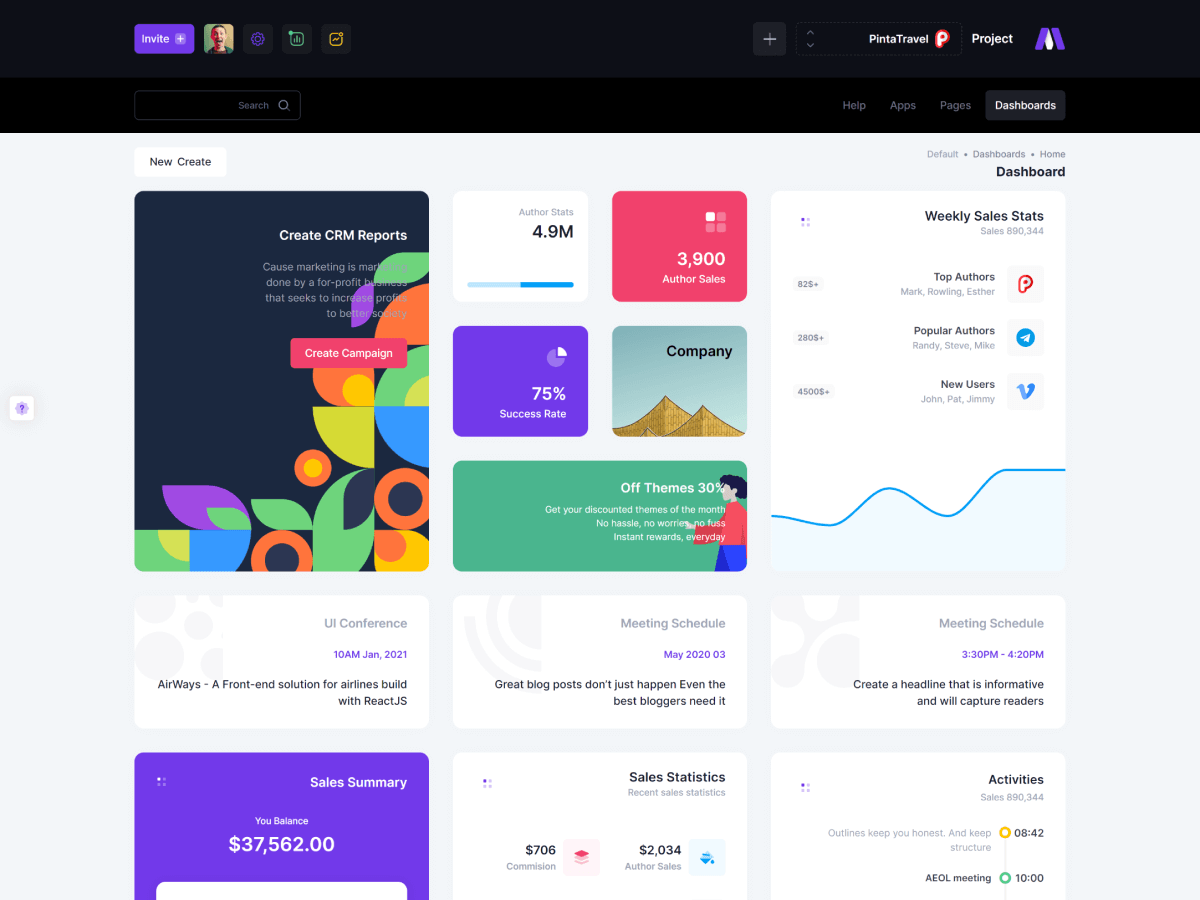 Invite
PintaTravel
Project
Search
Help
Apps
Pages
Dashboards
New Create
Default • Dashboards • Home
Dashboard
Create CRM Reports
Cause marketing is marketing
done by a for-profit business
that seeks to increase profits
to better society
Create Campaign
Author Stats
4.9M
3,900
Author Sales
75%
Success Rate
Company
Off Themes 30%
Get your discounted themes of the month
No hassle, no worries, no fuss
Instant rewards, everyday
Weekly Sales Stats
Sales 890,344
Top Authors
Mark, Rowling, Esther
82$+
Popular Authors
Randy, Steve, Mike
280$+
New Users
John, Pat, Jimmy
4500$+
?
UI Conference
10AM Jan, 2021
AirWays - A Front-end solution for airlines build
with ReactJS
Meeting Schedule
May 2020 03
Great blog posts don't just happen Even the
best bloggers need it
Meeting Schedule
3:30PM - 4:20PM
Create a headline that is informative
and will capture readers
Sales Summary
You Balance
$37,562.00
Sales Statistics
Recent sales statistics
$706
Commision
$2,034
Author Sales
Activities
Sales 890,344
Outlines keep you honest. And keep
structure
08:42
AEOL meeting
10:00